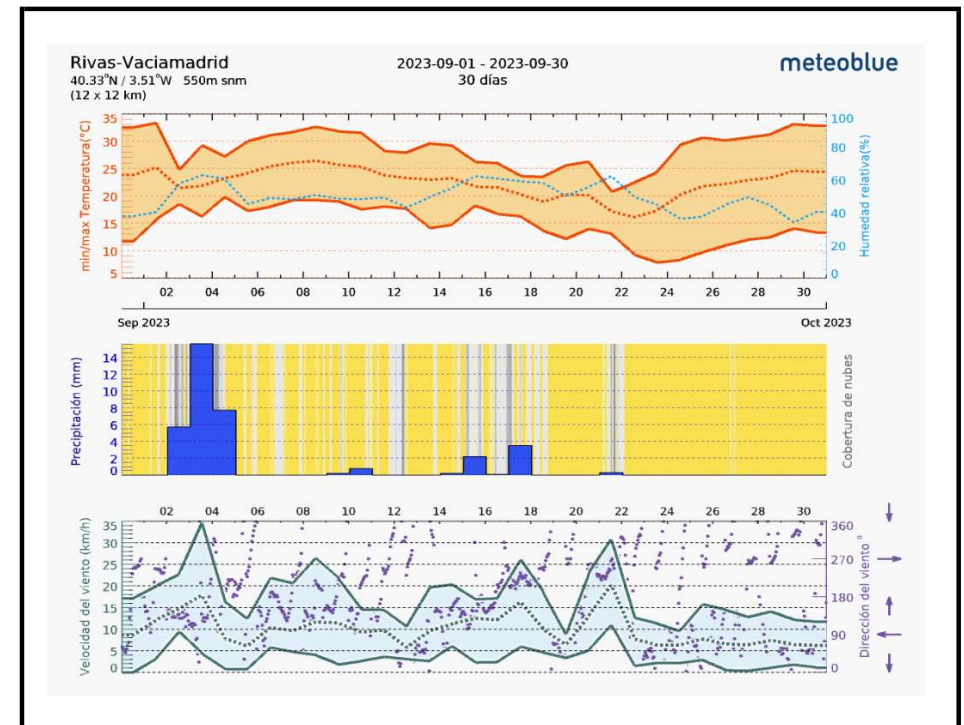 Rivas-Vaciamadrid
40.33°N / 3.51°W 550m snm
(12 x 12 km)
2023-09-01 - 2023-09-30
30 días
meteoblue
min/max Temperatura(°C)
35
30
25
20
15
10
5
100
80
60
40
20
0
Humedad relativa(%)
02 04 06 08 10 12 14 16 18 20 22 24 26 28 30
Sep 2023 Oct 2023
Precipitación (mm)
14
12
10
8
6
4
2
0
Cobertura de nubes
02 04 06 08 10 12 14 16 18 20 22 24 26 28 30
Velocidad del viento (km/h)
35
30
25
20
15
10
5
0
360
270
180
90
0
Dirección del viento °